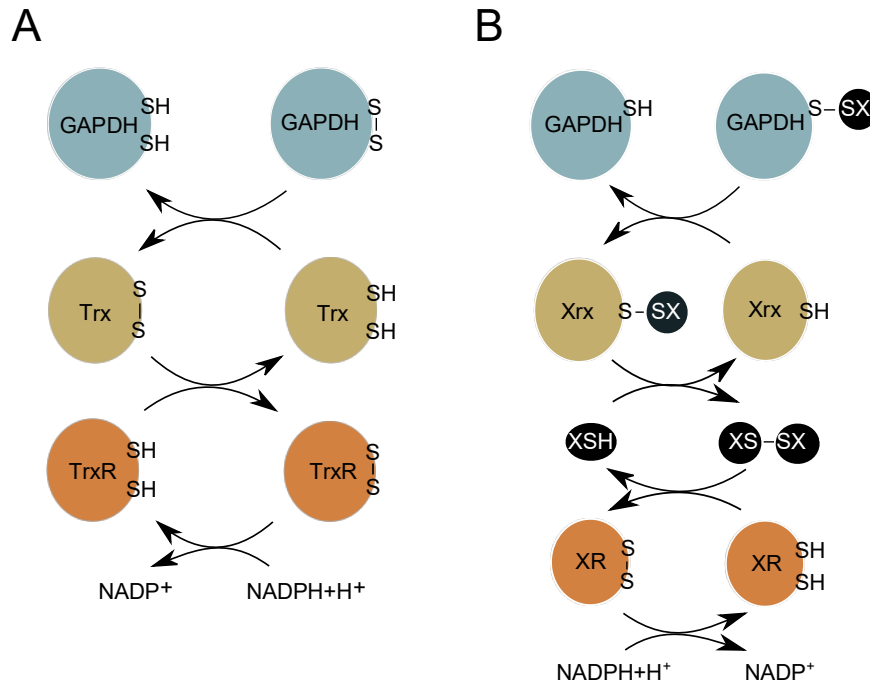 A
GAPDH
SH
SH
GAPDH
S
S
Trx
S
S
Trx
SH
SH
TrxR
SH
SH
TrxR
S
S
NADP+
NADPH+H+
B
GAPDH
SH
GAPDH
S
SX
Xrx
S
SX
Xrx
SH
XSH
XS
SX
XR
S
S
XR
SH
SH
NADPH+H+
NADP+